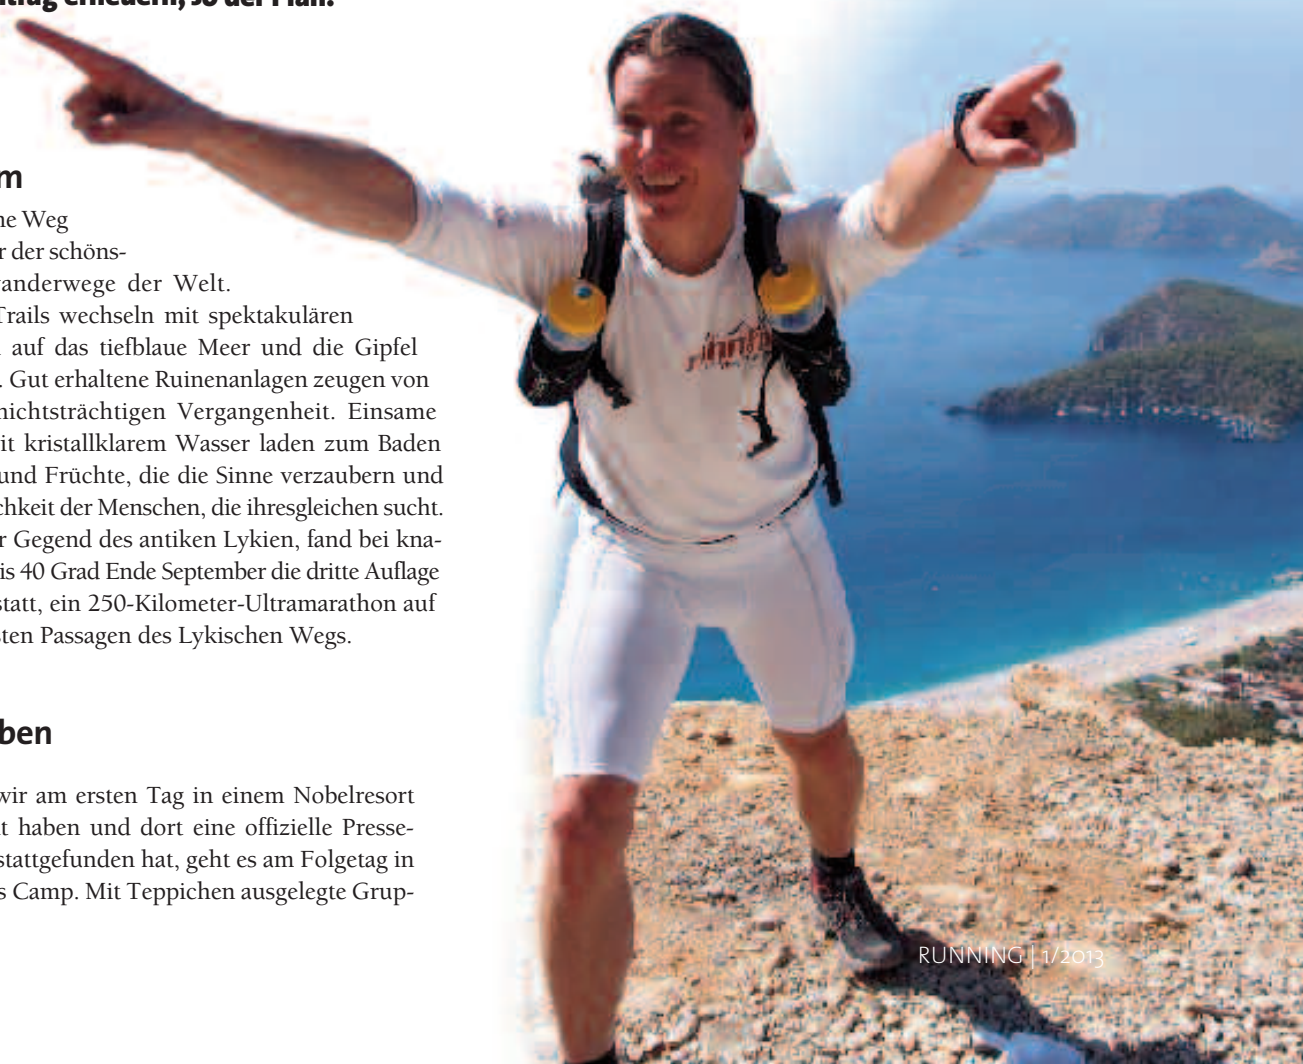 so der Plan.
m
ne Weg
r der schöns-
anderwege der Welt.
Trails wechseln mit spektakulären
auf das tiefblaue Meer und die Gipfel
. Gut erhaltene Ruinenanlagen zeugen von
hichtsträchtigen Vergangenheit. Einsame
it kristallklarem Wasser laden zum Baden
und Früchte, die die Sinne verzaubern und
chkeit der Menschen, die ihresgleichen sucht.
r Gegend des antiken Lykien, fand bei kna-
is 40 Grad Ende September die dritte Auflage
statt, ein 250-Kilometer-Ultramarathon auf
sten Passagen des Lykischen Wegs.
ben
wir am ersten Tag in einem Nobelresort
t haben und dort eine offizielle Presse-
stattgefunden hat, geht es am Folgetag in
s Camp. Mit Teppichen ausgelegte Grup-
RUNNING | 1/2013